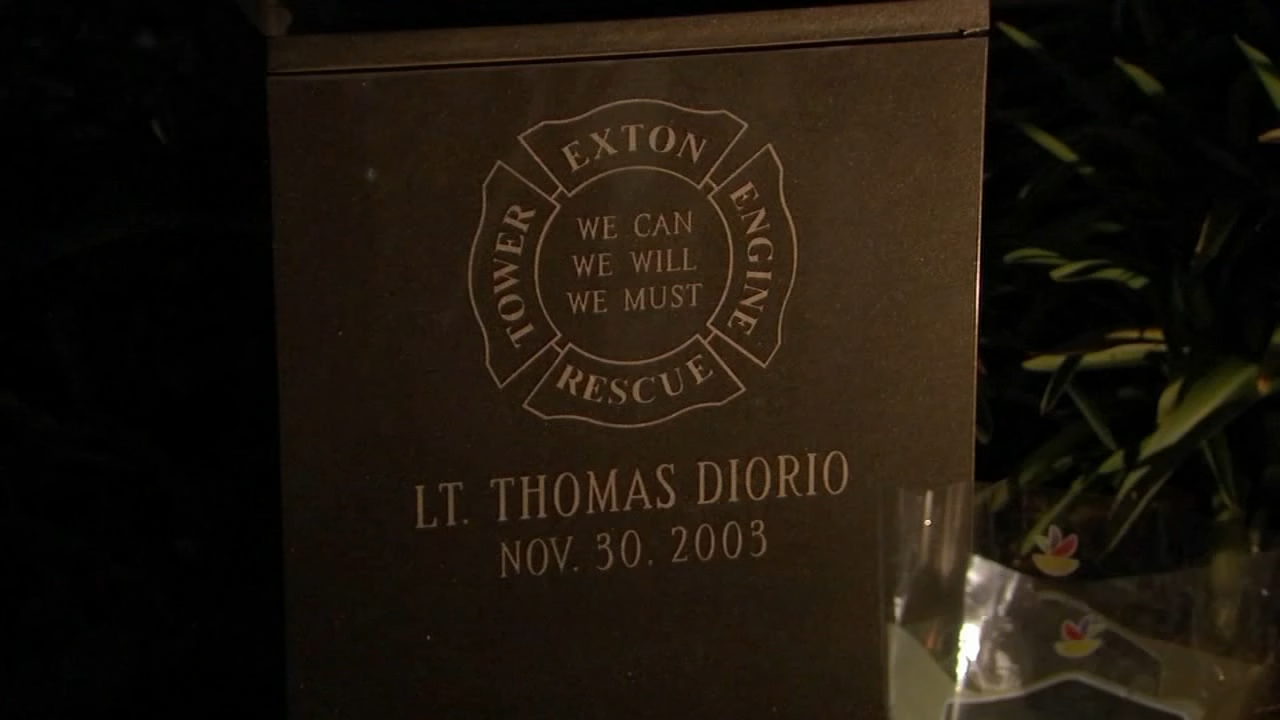 EXTON
TOWER
ENGINE
WE CAN
WE WILL
WE MUST
RESCUE
LT. THOMAS DIORIO
NOV. 30. 2003